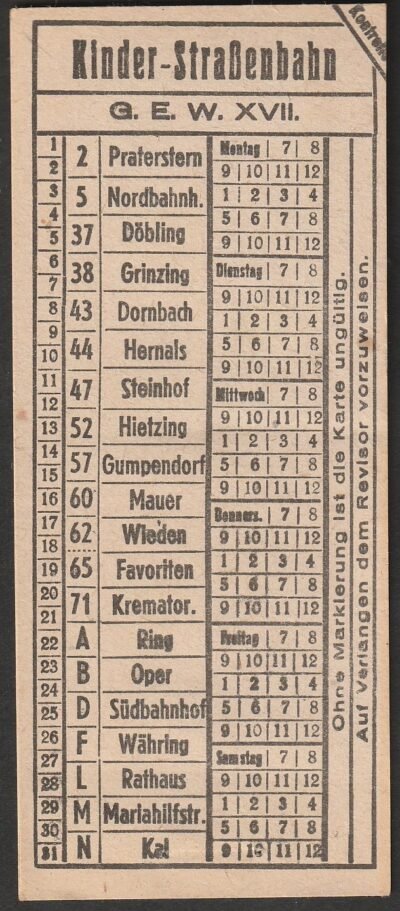 Kontrolle
Kinder-Straßenbahn
G. E. W. XVII.
1
2
3
4
5
6
7
8
9
10
11
12
13
14
15
16
17
18
19
20
21
22
23
24
25
26
27
28
29
30
31
2 Praterstern
5 Nordbahnh.
37 Döbling
38 Grinzing
43 Dornbach
44 Hernals
47 Steinhof
52 Hietzing
57 Gumpendorf
60 Mauer
62 Wieden
65 Favoriten
71 Kremator.
A Ring
B Oper
D Südbahnhof
F Währing
L Rathaus
M Mariahilfstr.
N Kai
Montag 7 8
9 10 11 12
1 2 3 4
5 6 7 8
9 10 11 12
Dienstag 7 8
9 10 11 12
1 2 3 4
5 6 7 8
9 10 11 12
Mittwoch 7 8
9 10 11 12
1 2 3 4
5 6 7 8
9 10 11 12
Donners. 7 8
9 10 11 12
1 2 3 4
5 6 7 8
9 10 11 12
Freitag 7 8
9 10 11 12
1 2 3 4
5 6 7 8
9 10 11 12
Samstag 7 8
9 10 11 12
1 2 3 4
5 6 7 8
9 10 11 12
Ohne Markierung ist die Karte ungültig.
Auf Verlangen dem Revisor vorzuweisen.